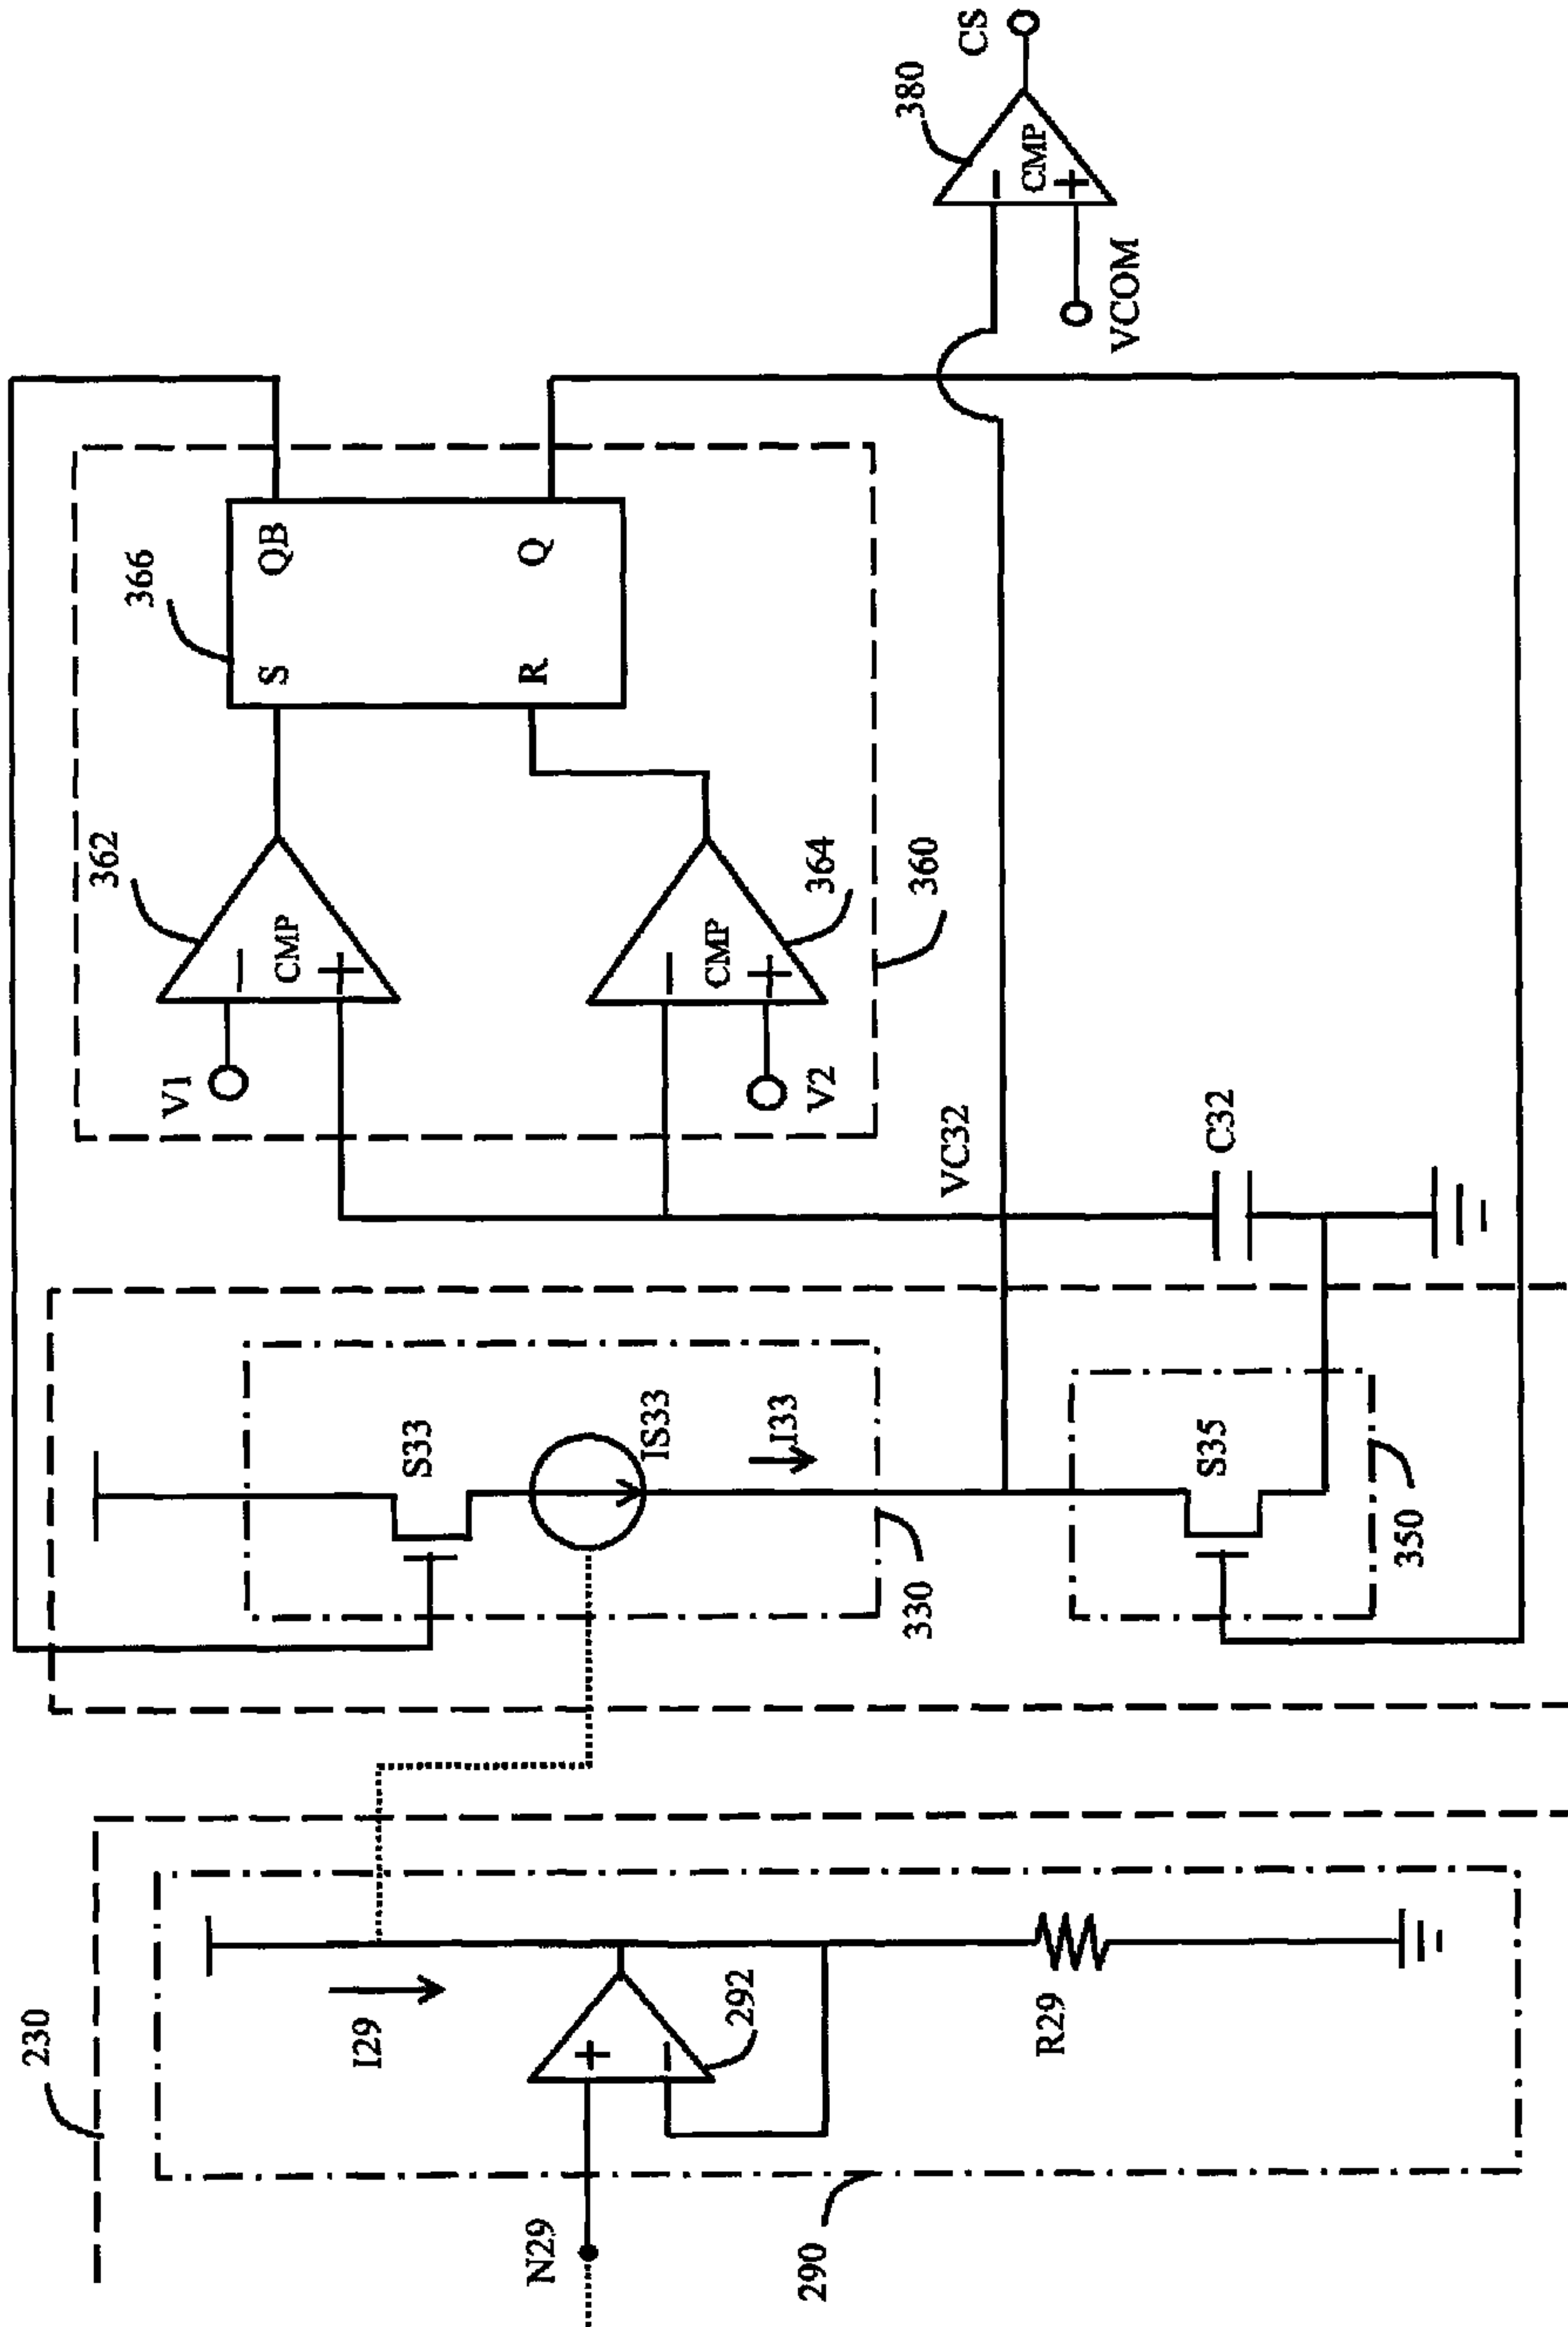 230
I29
N29
+
−
292
290
R29
S33
IS33
I33
330
S35
350
C32
VC32
V1
−
CMP
+
362
V2
−
CMP
+
364
360
366
S
QB
R
Q
380
−
CMP
+
VCOM
CS